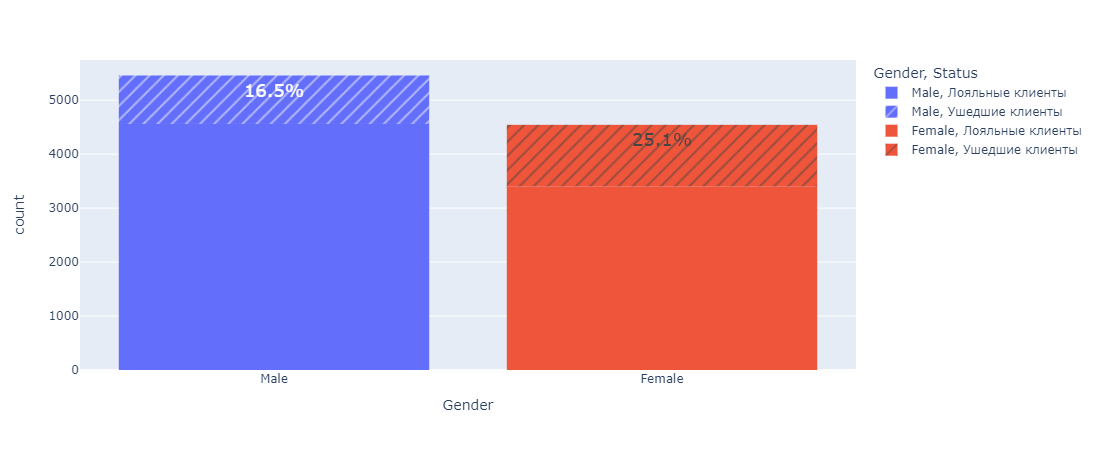 Gender, Status
Male, Лояльные клиенты
Male, Ушедшие клиенты
Female, Лояльные клиенты
Female, Ушедшие клиенты
16.5%
25.1%
5000
4000
3000
2000
1000
0
count
Male
Female
Gender